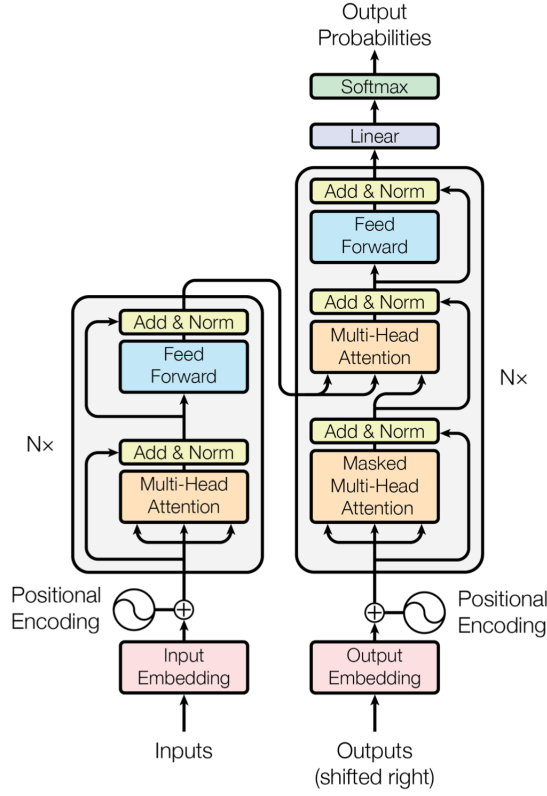 Output
Probabilities
Softmax
Linear
Add & Norm
Feed
Forward
Add & Norm
Multi-Head
Attention
Add & Norm
Masked
Multi-Head
Attention
N×
Add & Norm
Feed
Forward
Add & Norm
Multi-Head
Attention
N×
Positional
Encoding
Positional
Encoding
Input
Embedding
Output
Embedding
Inputs
Outputs
(shifted right)